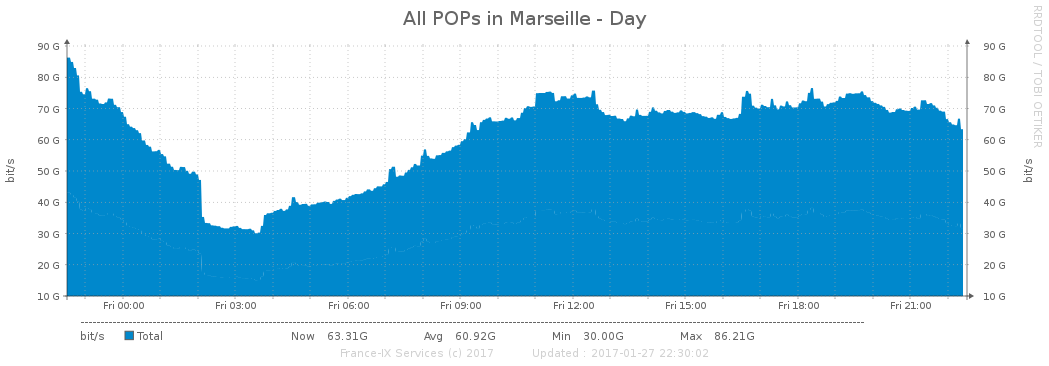 All POPs in Marseille - Day
RRDTOOL / TOBI OETIKER
90 G 90 G
80 G 80 G
70 G 70 G
60 G 60 G
50 G 50 G
40 G 40 G
30 G 30 G
20 G 20 G
10 G 10 G
bit/s bit/s
Fri 00:00 Fri 03:00 Fri 06:00 Fri 09:00 Fri 12:00 Fri 15:00 Fri 18:00 Fri 21:00
bit/s Total Now 63.31G Avg 60.92G Min 30.00G Max 86.21G
France-IX Services (c) 2017 Updated : 2017-01-27 22:30:02